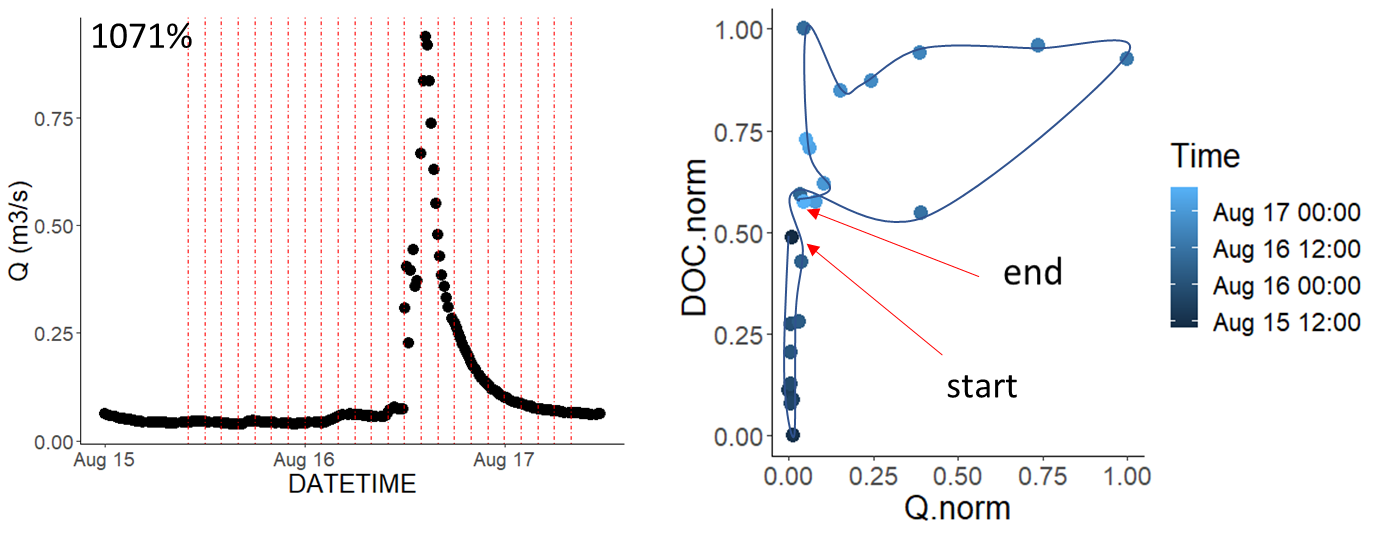 1071%
Q (m3/s)
0.75
0.50
0.25
0.00
Aug 15
Aug 16
Aug 17
DATETIME
DOC.norm
1.00
0.75
0.50
0.25
0.00
0.00
0.25
0.50
0.75
1.00
Q.norm
end
start
Time
Aug 17 00:00
Aug 16 12:00
Aug 16 00:00
Aug 15 12:00